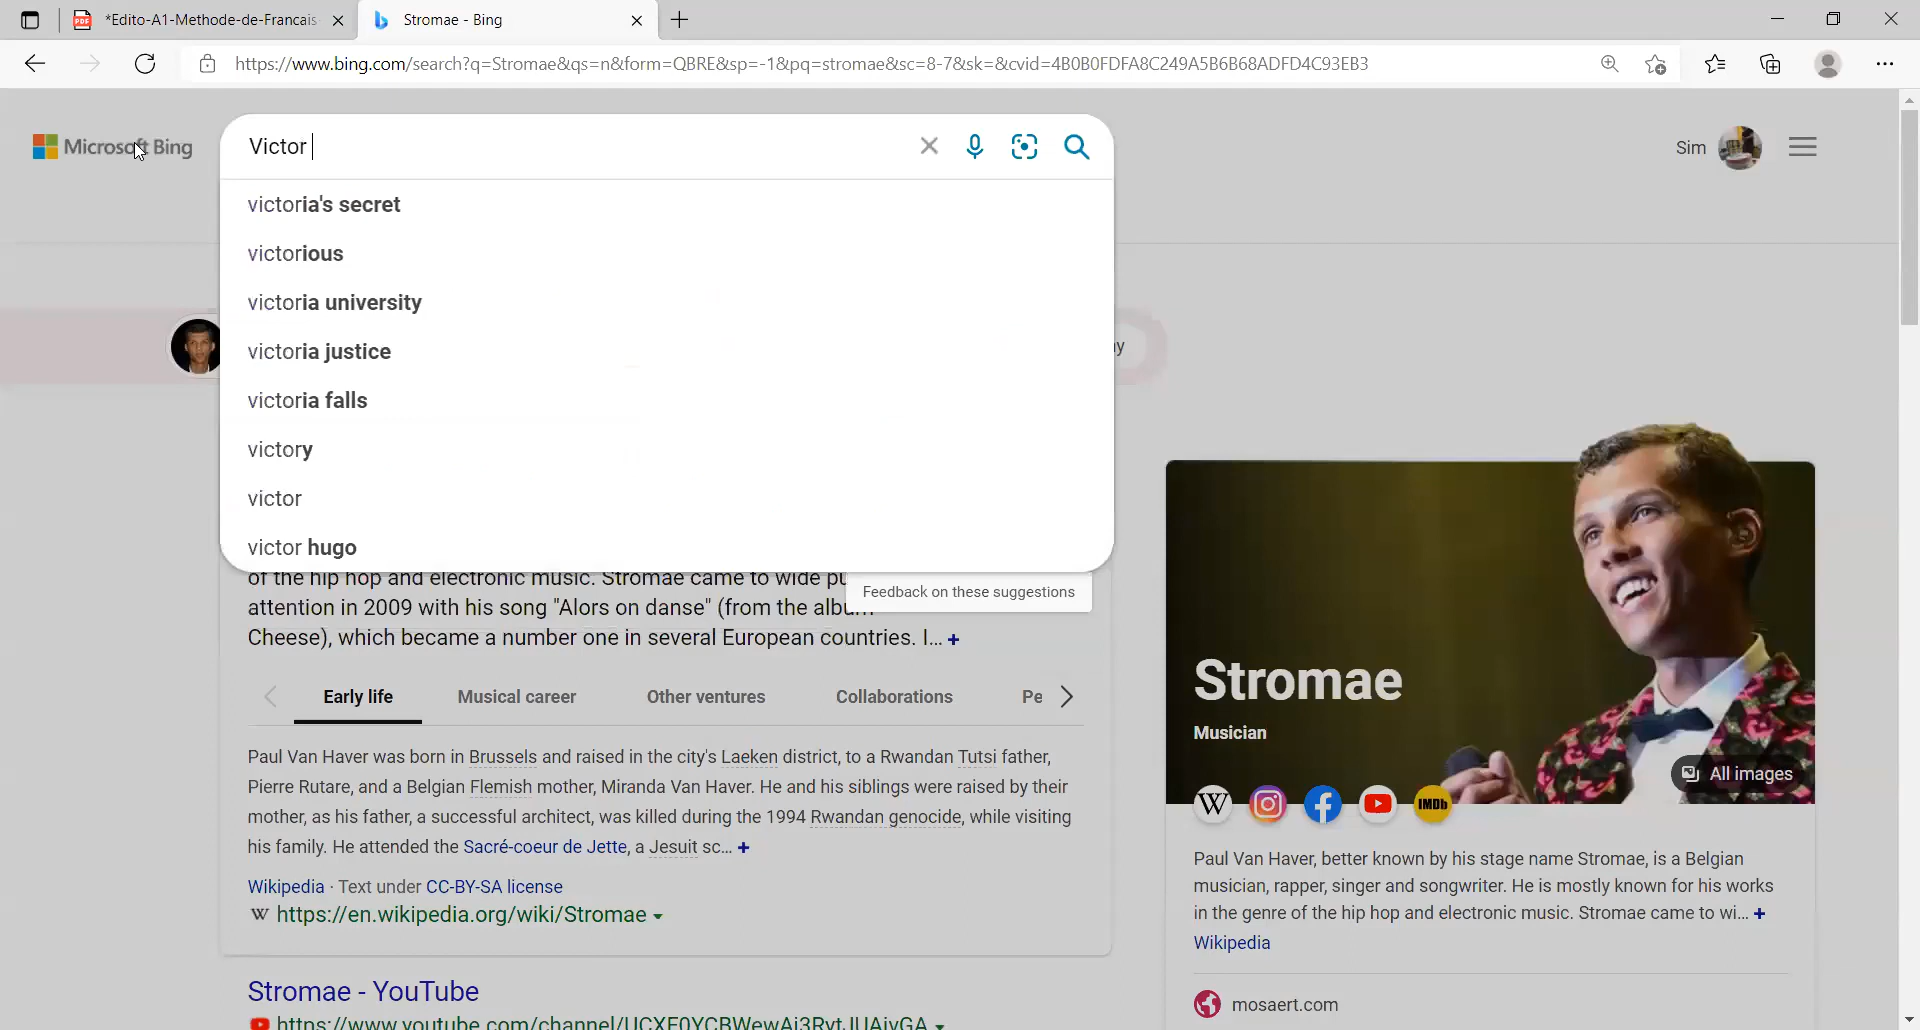 *Edito-A1-Methode-de-Francais
Stromae - Bing
https://www.bing.com/search?q=Stromae&qs=n&form=QBRE&sp=-1&pq=stromae&sc=8-7&sk=&cvid=4B0B0FDFA8C249A5B6B68ADFD4C93EB3
Microsoft Bing
Victor
Sim
victoria's secret
victorious
victoria university
victoria justice
victoria falls
victory
victor
victor hugo
Feedback on these suggestions
of the hip hop and electronic music. Stromae came to wide pu
attention in 2009 with his song "Alors on danse" (from the album
Cheese), which became a number one in several European countries. I... +
Early life
Musical career
Other ventures
Collaborations
Pe
Paul Van Haver was born in Brussels and raised in the city's Laeken district, to a Rwandan Tutsi father,
Pierre Rutare, and a Belgian Flemish mother, Miranda Van Haver. He and his siblings were raised by their
mother, as his father, a successful architect, was killed during the 1994 Rwandan genocide, while visiting
his family. He attended the Sacré-coeur de Jette, a Jesuit sc... +
Wikipedia · Text under CC-BY-SA license
W https://en.wikipedia.org/wiki/Stromae
Stromae - YouTube
Stromae
Musician
All images
W
IMDb
Paul Van Haver, better known by his stage name Stromae, is a Belgian
musician, rapper, singer and songwriter. He is mostly known for his works
in the genre of the hip hop and electronic music. Stromae came to wi... +
Wikipedia
mosaert.com